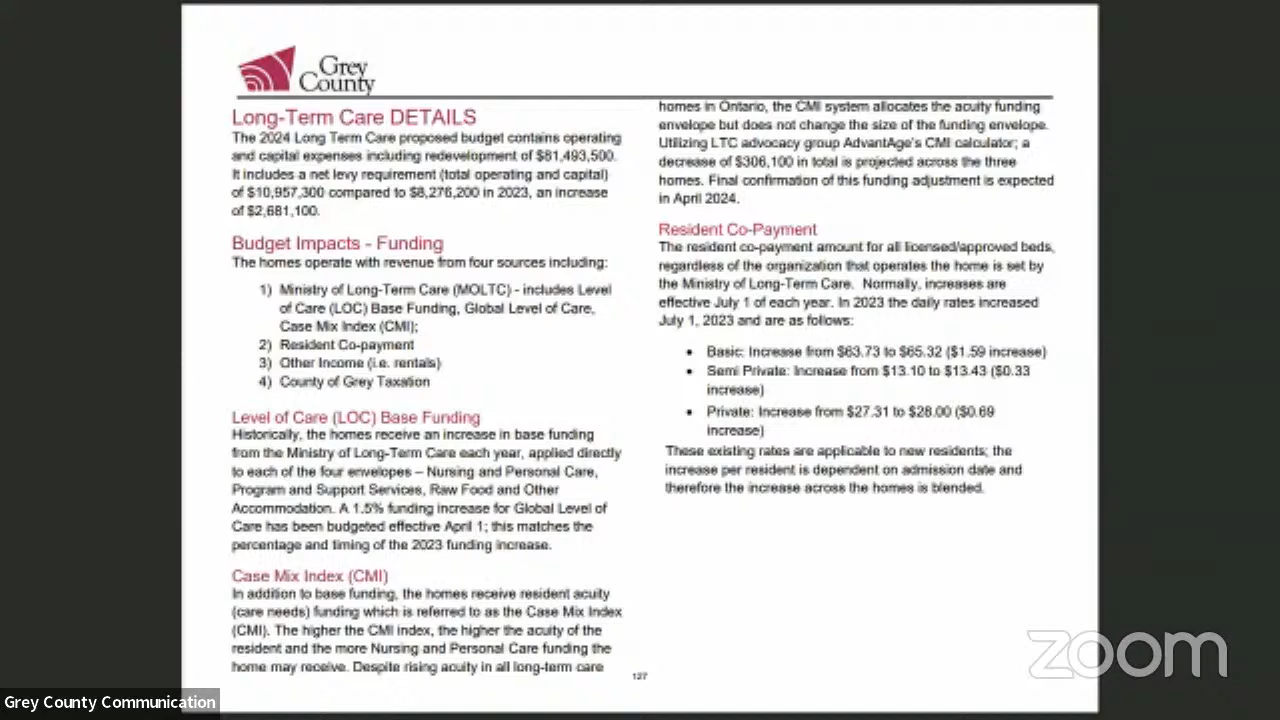 Grey
County
Long-Term Care DETAILS
The 2024 Long Term Care proposed budget contains operating
and capital expenses including redevelopment of $81,493,500.
It includes a net levy requirement (total operating and capital)
of $10,957,300 compared to $8,276,200 in 2023, an increase
of $2,681,100.
Budget Impacts - Funding
The homes operate with revenue from four sources including:
1) Ministry of Long-Term Care (MOLTC) - includes Level
of Care (LOC) Base Funding, Global Level of Care,
Case Mix Index (CMI);
2) Resident Co-payment
3) Other Income (i.e. rentals)
4) County of Grey Taxation
Level of Care (LOC) Base Funding
Historically, the homes receive an increase in base funding
from the Ministry of Long-Term Care each year, applied directly
to each of the four envelopes – Nursing and Personal Care,
Program and Support Services, Raw Food and Other
Accommodation. A 1.5% funding increase for Global Level of
Care has been budgeted effective April 1; this matches the
percentage and timing of the 2023 funding increase.
Case Mix Index (CMI)
In addition to base funding, the homes receive resident acuity
(care needs) funding which is referred to as the Case Mix Index
(CMI). The higher the CMI index, the higher the acuity of the
resident and the more Nursing and Personal Care funding the
home may receive. Despite rising acuity in all long-term care
homes in Ontario, the CMI system allocates the acuity funding
envelope but does not change the size of the funding envelope.
Utilizing LTC advocacy group AdvantAge's CMI calculator; a
decrease of $306,100 in total is projected across the three
homes. Final confirmation of this funding adjustment is expected
in April 2024.
Resident Co-Payment
The resident co-payment amount for all licensed/approved beds,
regardless of the organization that operates the home is set by
the Ministry of Long-Term Care. Normally, increases are
effective July 1 of each year. In 2023 the daily rates increased
July 1, 2023 and are as follows:
• Basic: Increase from $63.73 to $65.32 ($1.59 increase)
• Semi Private: Increase from $13.10 to $13.43 ($0.33
increase)
• Private: Increase from $27.31 to $28.00 ($0.69
increase)
These existing rates are applicable to new residents; the
increase per resident is dependent on admission date and
therefore the increase across the homes is blended.
127
zoom
Grey County Communication